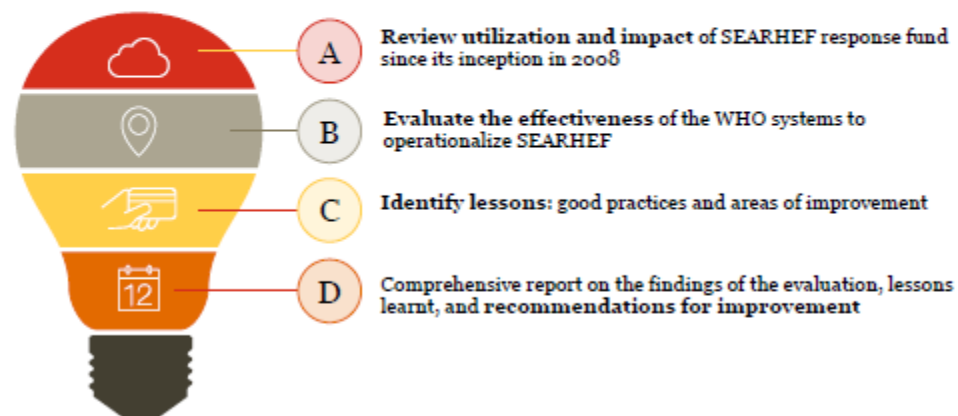 A
Review utilization and impact of SEARHEF response fund
since its inception in 2008
B
Evaluate the effectiveness of the WHO systems to
operationalize SEARHEF
C
Identify lessons: good practices and areas of improvement
12
D
Comprehensive report on the findings of the evaluation, lessons
learnt, and recommendations for improvement